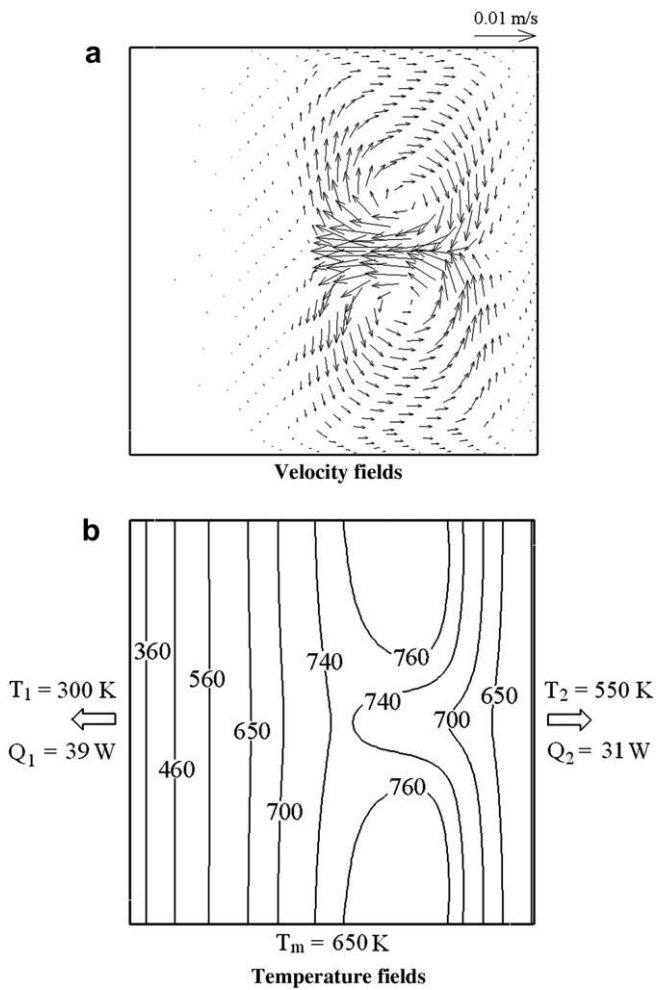 0.01 m/s
a
Velocity fields
b
360
740
760
560
T1 = 300 K
740
650
T2 = 550 K
650
700
Q1 = 39 W
Q2 = 31 W
460
760
700
Tm = 650 K
Temperature fields